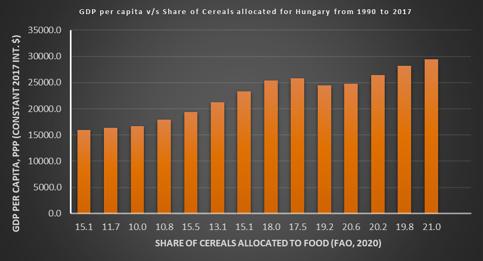 GDP per capita v/s Share of Cereals allocated for Hungary from 1990 to 2017
GDP PER CAPITA, PPP (CONSTANT 2017 INT. $)
35000.0
30000.0
25000.0
20000.0
15000.0
10000.0
5000.0
0.0
15.1 11.7 10.0 10.8 15.5 13.1 15.1 18.0 17.5 19.2 20.6 20.2 19.8 21.0
SHARE OF CEREALS ALLOCATED TO FOOD (FAO, 2020)